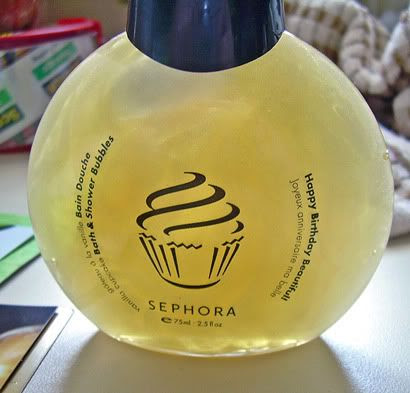 Bain Douche
Bath & Shower Bubbles
gâteau à la vanille
vanilla cupcake
Happy Birthday Beautiful!
Joyeux anniversaire ma belle
SEPHORA
e 75ml · 2.5 fl oz